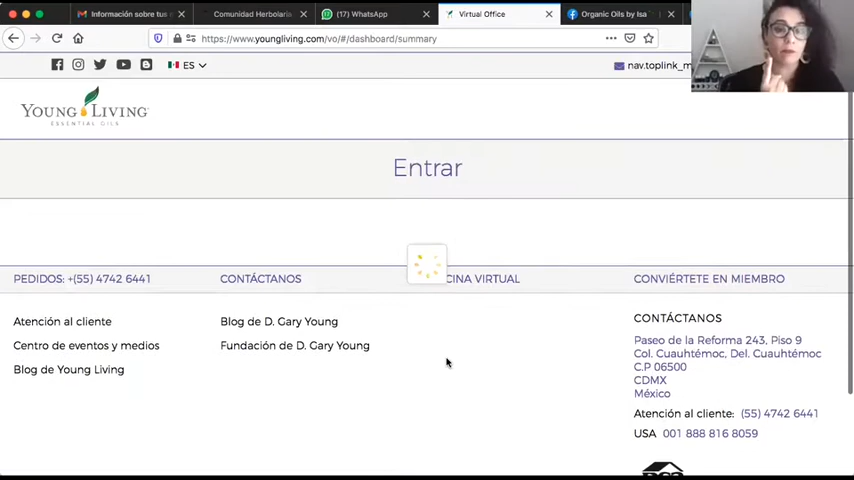 Información sobre tus p
Comunidad Herbolario
(17) WhatsApp
Virtual Office
Organic Oils by Isa
https://www.youngliving.com/vo/#/dashboard/summary
ES
nav.toplink_m
YOUNG LIVING
ESSENTIAL OILS
Entrar
PEDIDOS: +(55) 4742 6441
CONTÁCTANOS
CINA VIRTUAL
CONVIÉRTETE EN MIEMBRO
Atención al cliente
Centro de eventos y medios
Blog de Young Living
Blog de D. Gary Young
Fundación de D. Gary Young
CONTÁCTANOS
Paseo de la Reforma 243, Piso 9
Col. Cuauhtémoc, Del. Cuauhtémoc
C.P 06500
CDMX
México
Atención al cliente: (55) 4742 6441
USA 001 888 816 8059